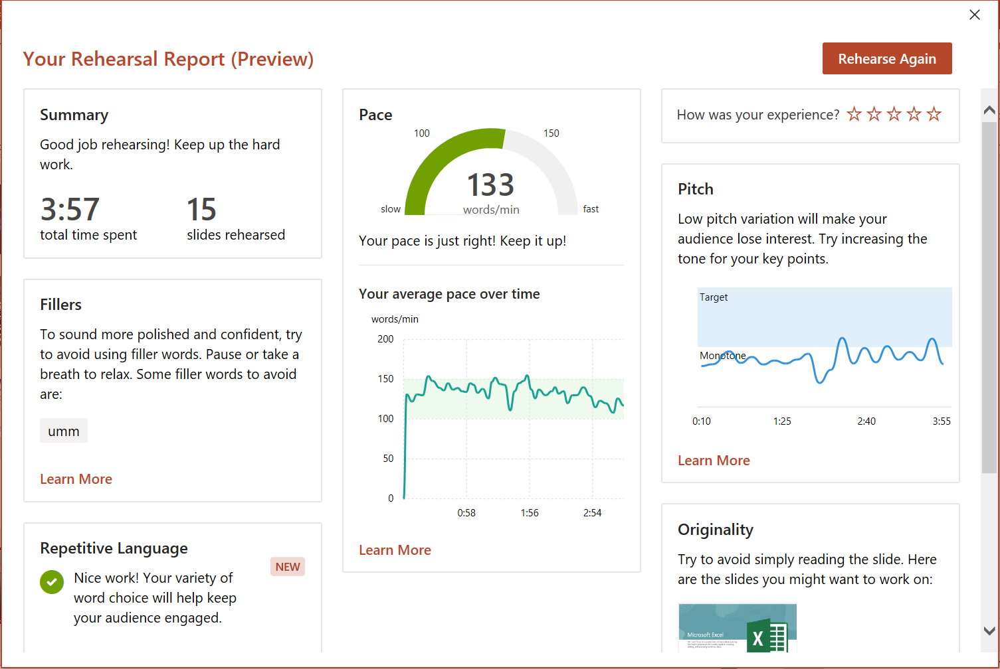 Your Rehearsal Report (Preview)
Rehearse Again
Summary
Good job rehearsing! Keep up the hard
work.
3:57
total time spent
15
slides rehearsed
Fillers
To sound more polished and confident, try
to avoid using filler words. Pause or take a
breath to relax. Some filler words to avoid
are:
umm
Learn More
Repetitive Language
NEW
Nice work! Your variety of
word choice will help keep
your audience engaged.
Pace
100
150
133
slow
words/min
fast
Your pace is just right! Keep it up!
Your average pace over time
words/min
200
150
100
50
0
0:58
1:56
2:54
Learn More
How was your experience?
Pitch
Low pitch variation will make your
audience lose interest. Try increasing the
tone for your key points.
Target
Monotone
0:10
1:25
2:40
3:55
Learn More
Originality
Try to avoid simply reading the slide. Here
are the slides you might want to work on:
Microsoft Excel
X